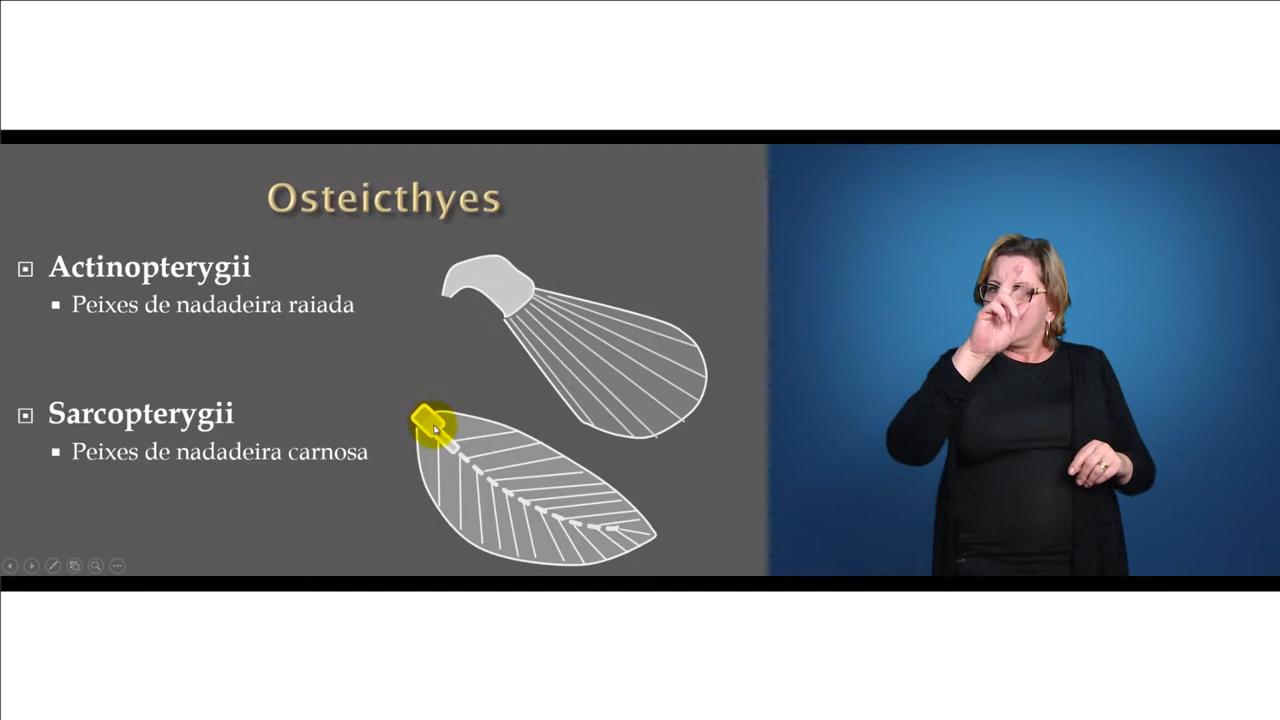 Osteicthyes
Actinopterygii
Peixes de nadadeira raiada
Sarcopterygii
Peixes de nadadeira carnosa